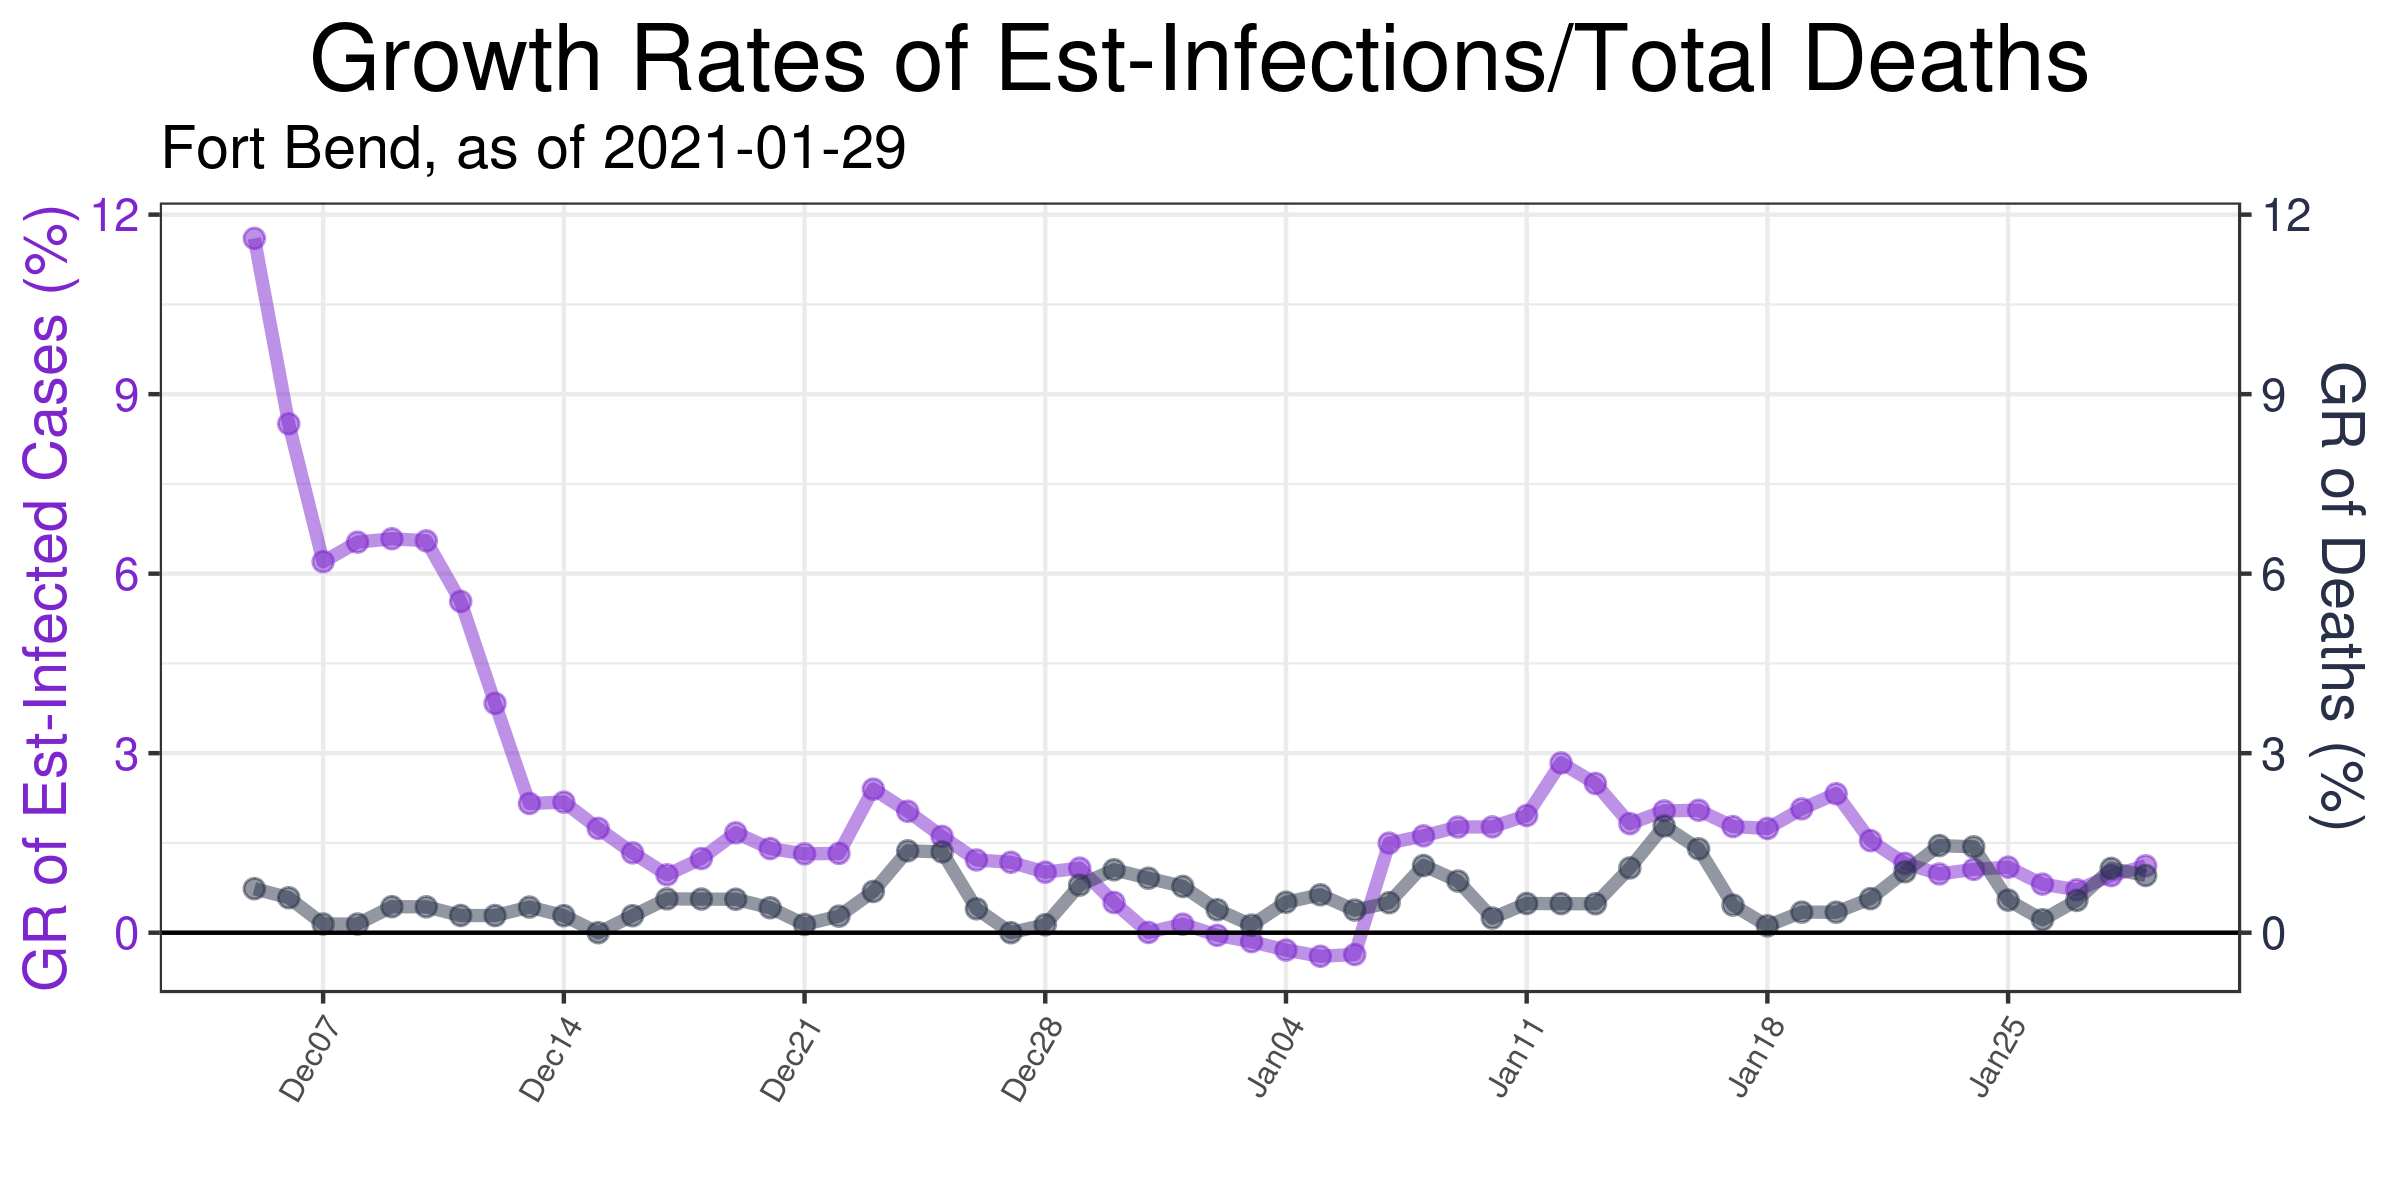 Growth Rates of Est-Infections/Total Deaths
Fort Bend, as of 2021-01-29
GR of Est-Infected Cases (%)
12
9
6
3
0
12
9
6
3
0
GR of Deaths (%)
Dec07
Dec14
Dec21
Dec28
Jan04
Jan11
Jan18
Jan25